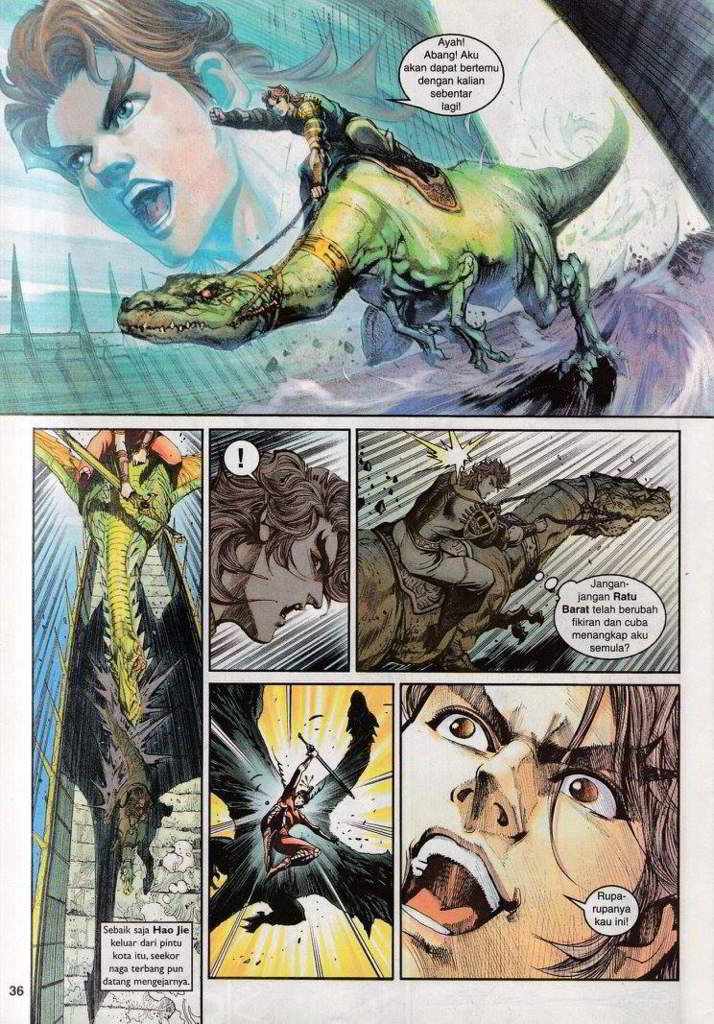 Ayah!
Abang! Aku
akan dapat bertemu
dengan kalian
sebentar
lagi!
Sebaik saja Hao Jie
keluar dari pintu
kota itu, seekor
naga terbang pun
datang mengejarnya.
!
Jangan-
jangan Ratu
Barat telah berubah
fikiran dan cuba
menangkap aku
semula?
Rupa-
rupanya
kau ini!
36